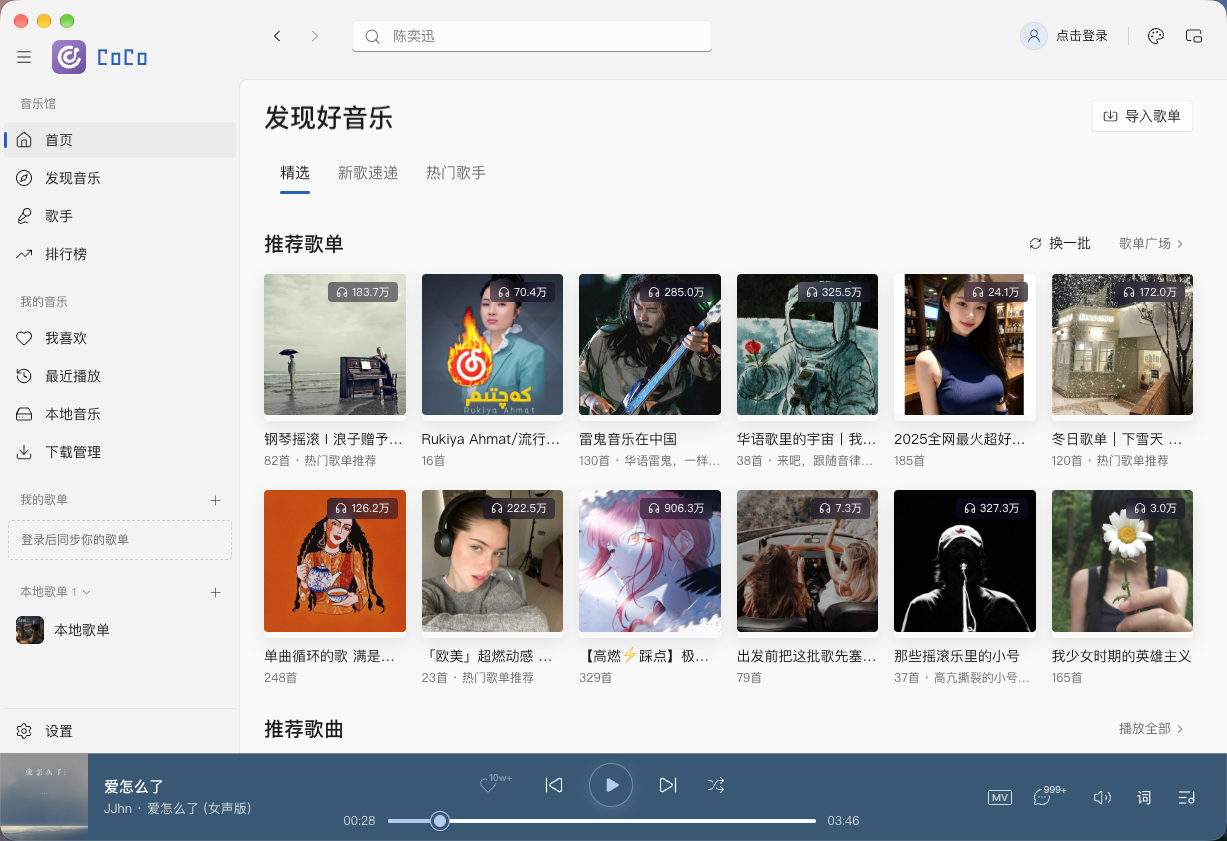 CoCo
陈奕迅
点击登录
音乐馆
首页
发现音乐
歌手
排行榜
我的音乐
我喜欢
最近播放
本地音乐
下载管理
我的歌单
登录后同步你的歌单
本地歌单 1
本地歌单
设置
发现好音乐
导入歌单
精选
新歌速递
热门歌手
推荐歌单
换一批
歌单广场
183.7万
钢琴摇滚 I 浪子赠予…
82首 · 热门歌单推荐
70.4万
كەچتىم
Rukiya Ahmat
Rukiya Ahmat/流行…
16首
285.0万
雷鬼音乐在中国
130首 · 华语雷鬼，一样…
325.5万
华语歌里的宇宙丨我…
38首 · 来吧，跟随音律…
24.1万
2025全网最火超好…
185首
172.0万
冬日歌单｜下雪天 …
120首 · 热门歌单推荐
126.2万
单曲循环的歌 满是…
248首
222.5万
「欧美」超燃动感 …
23首 · 热门歌单推荐
906.3万
【高燃⚡踩点】极…
329首
7.3万
出发前把这批歌先塞…
79首
327.3万
那些摇滚乐里的小号
37首 · 高亢撕裂的小号…
3.0万
我少女时期的英雄主义
165首
推荐歌曲
播放全部
爱怎么了
爱怎么了
JJhn · 爱怎么了 (女声版)
10w+
00:28
03:46
MV
999+
词